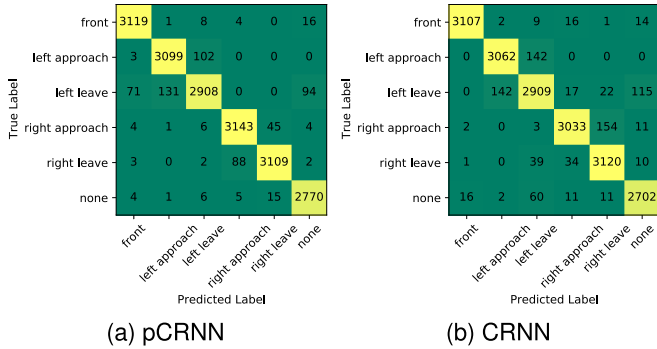 front 3119 1 8 4 0 16
left approach 3 3099 102 0 0 0
left leave 71 131 2908 0 0 94
right approach 4 1 6 3143 45 4
right leave 3 0 2 88 3109 2
none 4 1 6 5 15 2770
True Label
front left approach left leave right approach right leave none
Predicted Label
(a) pCRNN
front 3107 2 9 16 1 14
left approach 0 3062 142 0 0 0
left leave 0 142 2909 17 22 115
right approach 2 0 3 3033 154 11
right leave 1 0 39 34 3120 10
none 16 2 60 11 11 2702
True Label
front left approach left leave right approach right leave none
Predicted Label
(b) CRNN